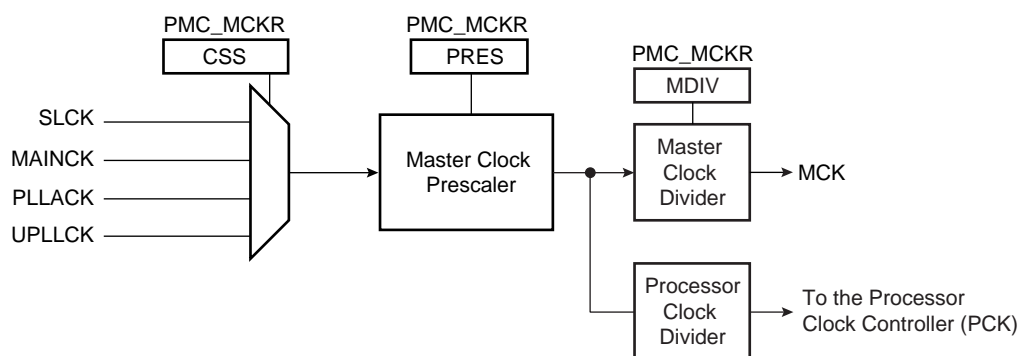 PMC_MCKR
CSS
PMC_MCKR
PRES
PMC_MCKR
MDIV
SLCK
MAINCK
PLLACK
UPLLCK
Master Clock
Prescaler
Master
Clock
Divider
MCK
Processor
Clock
Divider
To the Processor
Clock Controller (PCK)